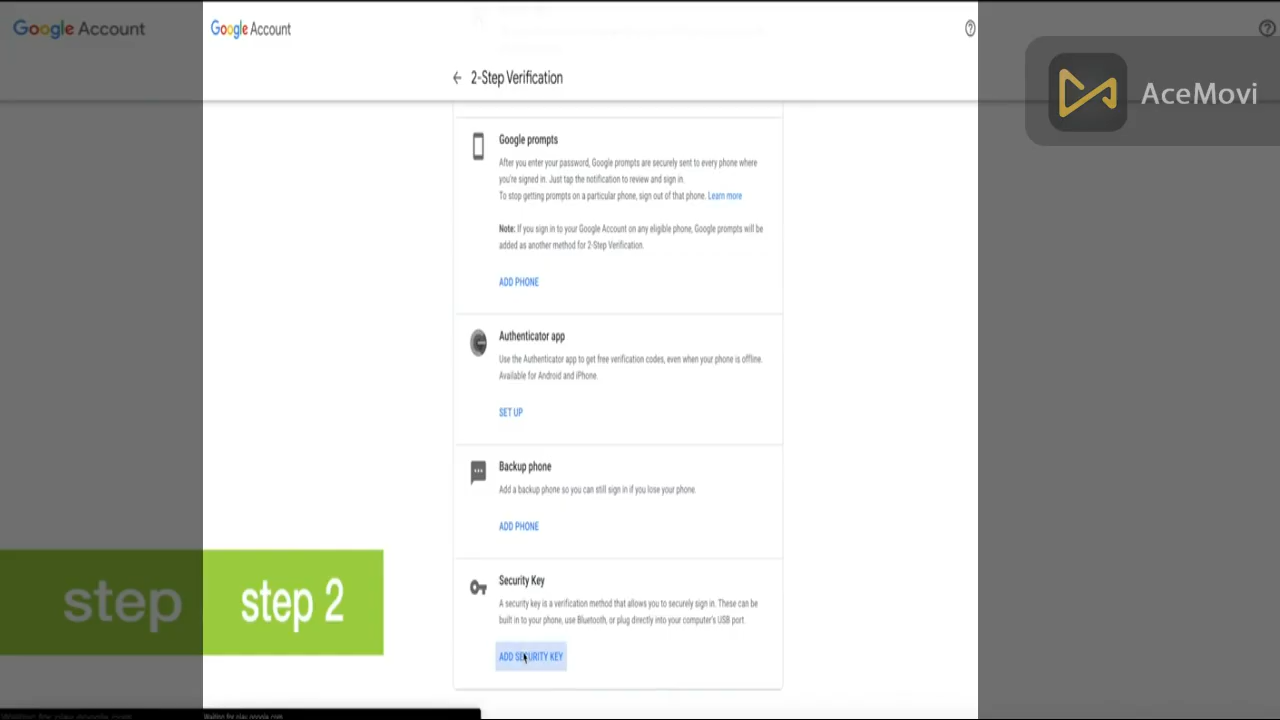 Google Account
Google Account
AceMovi
2-Step Verification
Google prompts
After you enter your password, Google prompts are securely sent to every phone where
you're signed in. Just tap the notification to review and sign in.
To stop getting prompts on a particular phone, sign out of that phone. Learn more
Note: If you sign in to your Google Account on any eligible phone, Google prompts will be
added as another method for 2-Step Verification.
ADD PHONE
Authenticator app
Use the Authenticator app to get free verification codes, even when your phone is offline.
Available for Android and iPhone.
SET UP
Backup phone
Add a backup phone so you can still sign in if you lose your phone.
ADD PHONE
Security Key
A security key is a verification method that allows you to securely sign in. These can be
built in to your phone, use Bluetooth, or plug directly into your computer's USB port.
ADD SECURITY KEY
step
step 2
Waiting for play.google.com